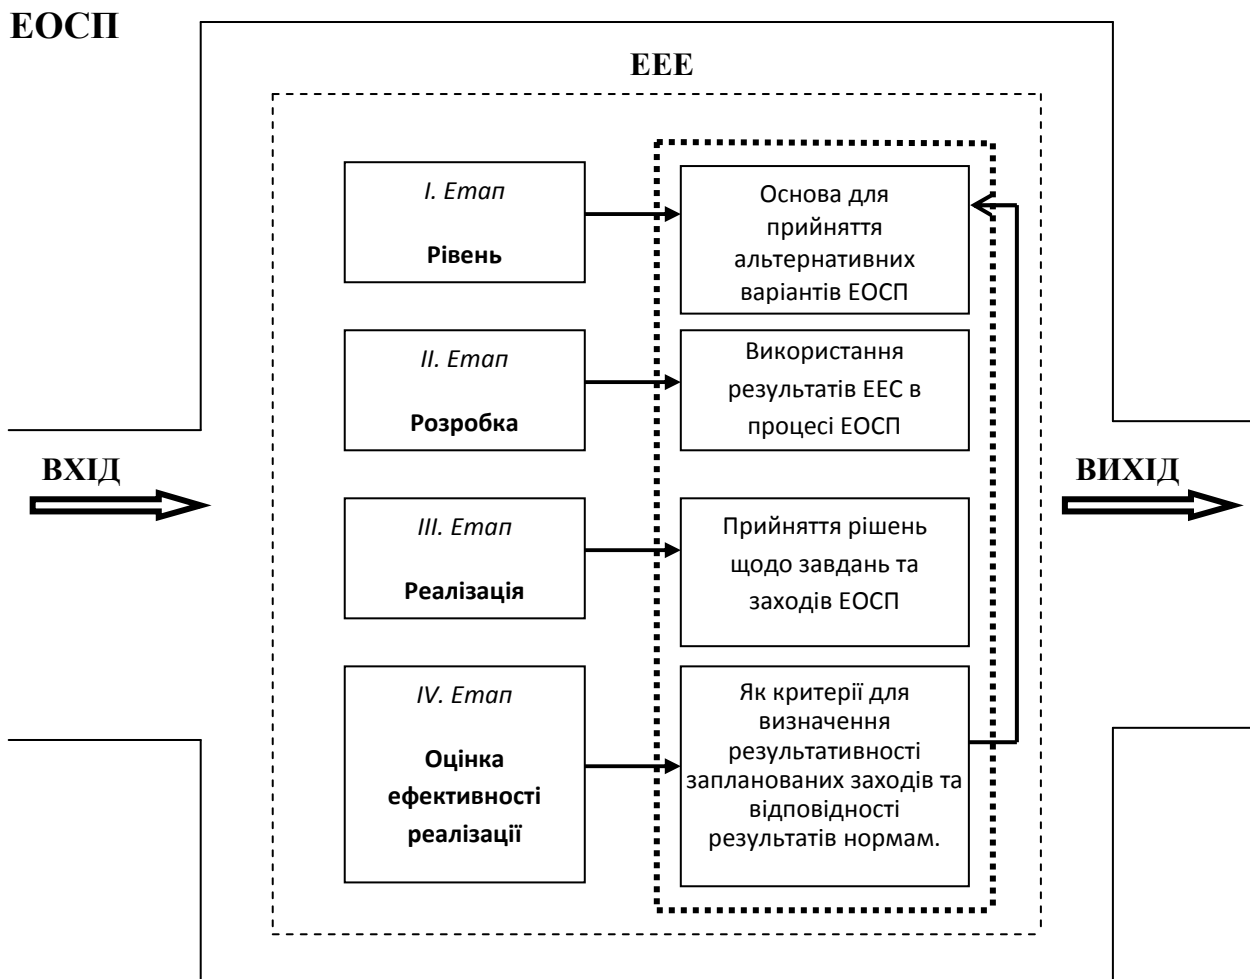 ЕОСП
ЕЕЕ
I. Етап
Рівень
Основа для
прийняття
альтернативних
варіантів ЕОСП
II. Етап
Розробка
Використання
результатів ЕЕС в
процесі ЕОСП
ВХІД
ВИХІД
III. Етап
Реалізація
Прийняття рішень
щодо завдань та
заходів ЕОСП
IV. Етап
Оцінка
ефективності
реалізації
Як критерії для
визначення
результативності
запланованих заходів та
відповідності
результатів нормам.